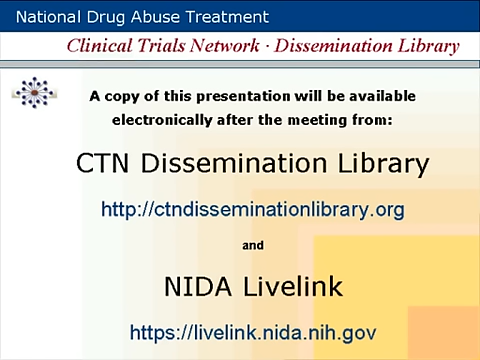 National Drug Abuse Treatment
Clinical Trials Network · Dissemination Library
A copy of this presentation will be available
electronically after the meeting from:
CTN Dissemination Library
http://ctndisseminationlibrary.org
and
NIDA Livelink
https://livelink.nida.nih.gov